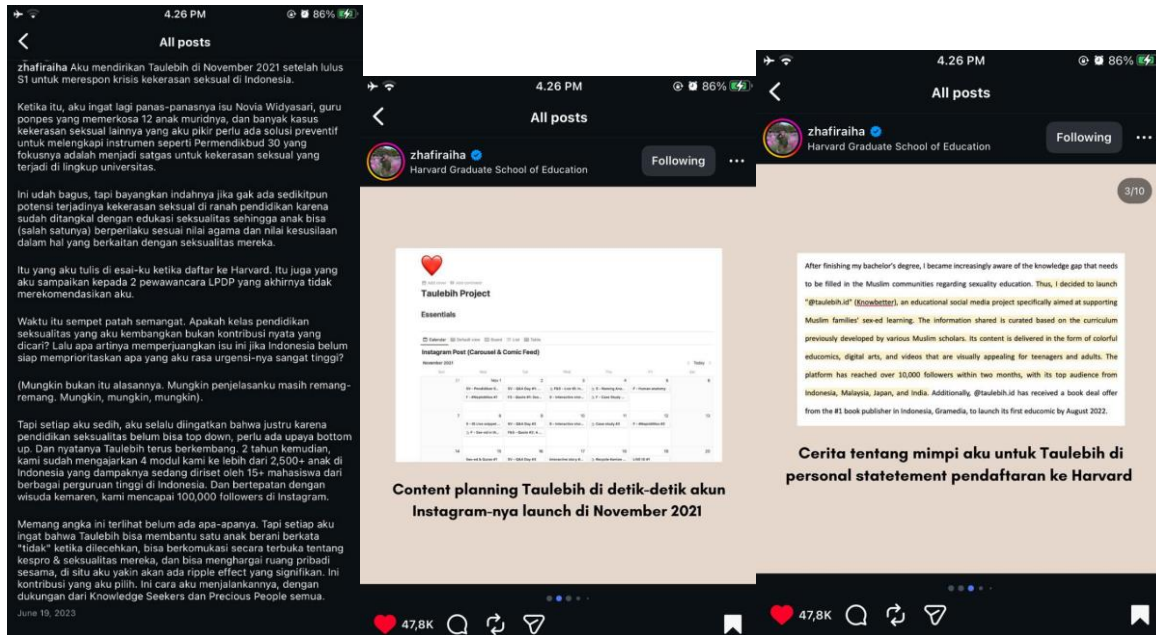 4.26 PM
86%
All posts
zhafiraiha Aku mendirikan Taulebih di November 2021 setelah lulus
S1 untuk merespon krisis kekerasan seksual di Indonesia.
Ketika itu, aku ingat lagi panas-panasnya isu Novia Widyasari, guru
ponpes yang memerkosa 12 anak muridnya, dan banyak kasus
kekerasan seksual lainnya yang aku pikir perlu ada solusi preventif
untuk melengkapi instrumen seperti Permendikbud 30 yang
fokusnya adalah menjadi satgas untuk kekerasan seksual yang
terjadi di lingkup universitas.
Ini udah bagus, tapi bayangkan indahnya jika gak ada sedikitpun
potensi terjadinya kekerasan seksual di ranah pendidikan karena
sudah ditangkal dengan edukasi seksualitas sehingga anak bisa
(salah satunya) berperilaku sesuai nilai agama dan nilai kesusilaan
dalam hal yang berkaitan dengan seksualitas mereka.
Itu yang aku tulis di esai-ku ketika daftar ke Harvard. Itu juga yang
aku sampaikan kepada 2 pewawancara LPDP yang akhirnya tidak
merekomendasikan aku.
Waktu itu sempet patah semangat. Apakah kelas pendidikan
seksualitas yang aku kembangkan bukan kontribusi nyata yang
dicari? Lalu apa artinya memperjuangkan isu ini jika Indonesia belum
siap memprioritaskan apa yang aku rasa urgensi-nya sangat tinggi?
(Mungkin bukan itu alasannya. Mungkin penjelasanku masih remang-
remang. Mungkin, mungkin, mungkin).
Tapi setiap aku sedih, aku selalu diingatkan bahwa justru karena
pendidikan seksualitas belum bisa top down, perlu ada upaya bottom
up. Dan nyatanya Taulebih terus berkembang. 2 tahun kemudian,
kami sudah mengajarkan 4 modul kami ke lebih dari 2,500+ anak di
Indonesia yang dampaknya sedang diriset oleh 15+ mahasiswa dari
berbagai perguruan tinggi di Indonesia. Dan bertepatan dengan
wisuda kemaren, kami mencapai 100,000 followers di Instagram.
Memang angka ini terlihat belum ada apa-apanya. Tapi setiap aku
ingat bahwa Taulebih bisa membantu satu anak berani berkata
"tidak" ketika dilecehkan, bisa berkomukasi secara terbuka tentang
kespro & seksualitas mereka, dan bisa menghargai ruang pribadi
sesama, di situ aku yakin akan ada ripple effect yang signifikan. Ini
kontribusi yang aku pilih. Ini cara aku menjalankannya, dengan
dukungan dari Knowledge Seekers dan Precious People semua.
June 19, 2023
4.26 PM
86%
All posts
zhafiraiha
Harvard Graduate School of Education
Following
Taulebih Project
Essentials
Calendar
Board
List
Table
Instagram Post (Carousel & Comic Feed)
November 2021
Today
Content planning Taulebih di detik-detik akun
Instagram-nya launch di November 2021
47,8K
4.26 PM
86%
All posts
zhafiraiha
Harvard Graduate School of Education
Following
3/10
After finishing my bachelor's degree, I became increasingly aware of the knowledge gap that needs
to be filled in the Muslim communities regarding sexuality education. Thus, I decided to launch
"@taulebih.id" (Knowbetter), an educational social media project specifically aimed at supporting
Muslim families' sex-ed learning. The information shared is curated based on the curriculum
previously developed by various Muslim scholars. Its content is delivered in the form of colorful
educomics, digital arts, and videos that are visually appealing for teenagers and adults. The
platform has reached over 10,000 followers within two months, with its top audience from
Indonesia, Malaysia, Japan, and India. Additionally, @taulebih.id has received a book deal offer
from the #1 book publisher in Indonesia, Gramedia, to launch its first educomic by August 2022.
Cerita tentang mimpi aku untuk Taulebih di
personal statetement pendaftaran ke Harvard
47,8K